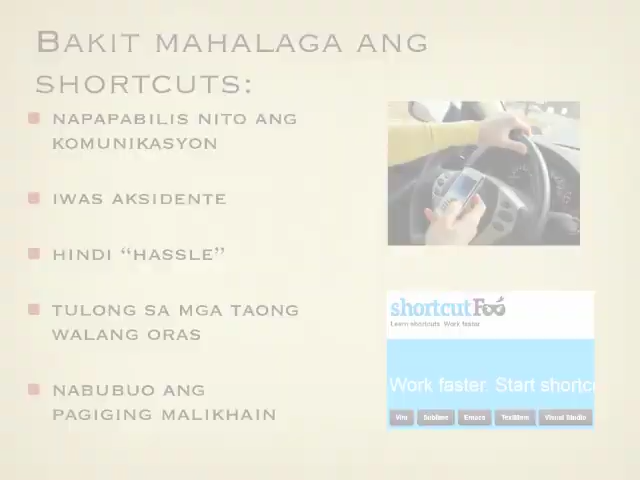 BAKIT MAHALAGA ANG
SHORTCUTS:
NAPAPABILIS NITO ANG
KOMUNIKASYON
IWAS AKSIDENTE
HINDI “HASSLE”
TULONG SA MGA TAONG
WALANG ORAS
NABUBUO ANG
PAGIGING MALIKHAIN
shortcutFoo
Learn shortcuts. Work faster.
Work faster. Start shortc
Vim Sublime Emacs TextMate Visual Studio